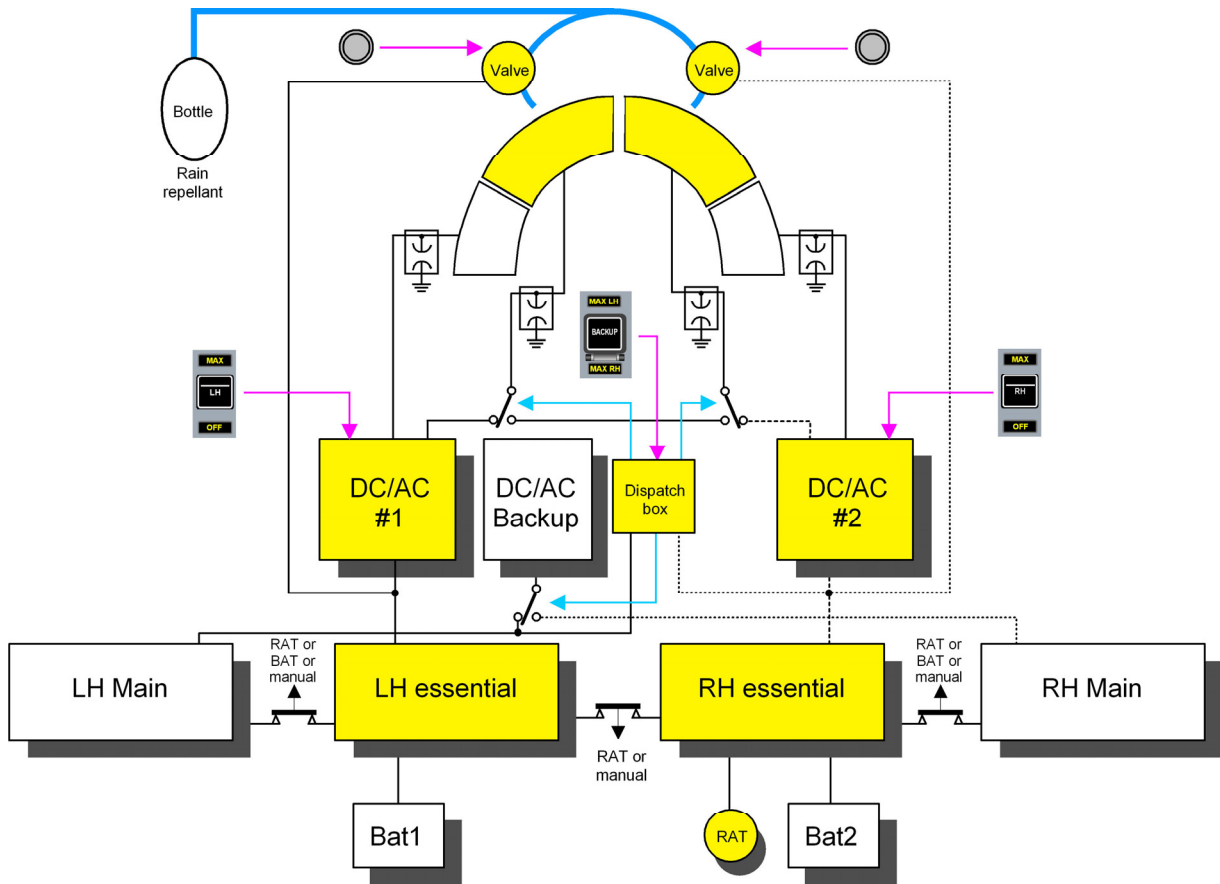 Valve
Valve
Bottle
Rain
repellant
MAX LH
BACKUP
MAX RH
MAX
LH
OFF
MAX
RH
OFF
DC/AC
#1
DC/AC
Backup
Dispatch
box
DC/AC
#2
RAT or
BAT or
manual
RAT or
BAT or
manual
LH Main
LH essential
RH essential
RH Main
RAT or
manual
Bat1
RAT
Bat2